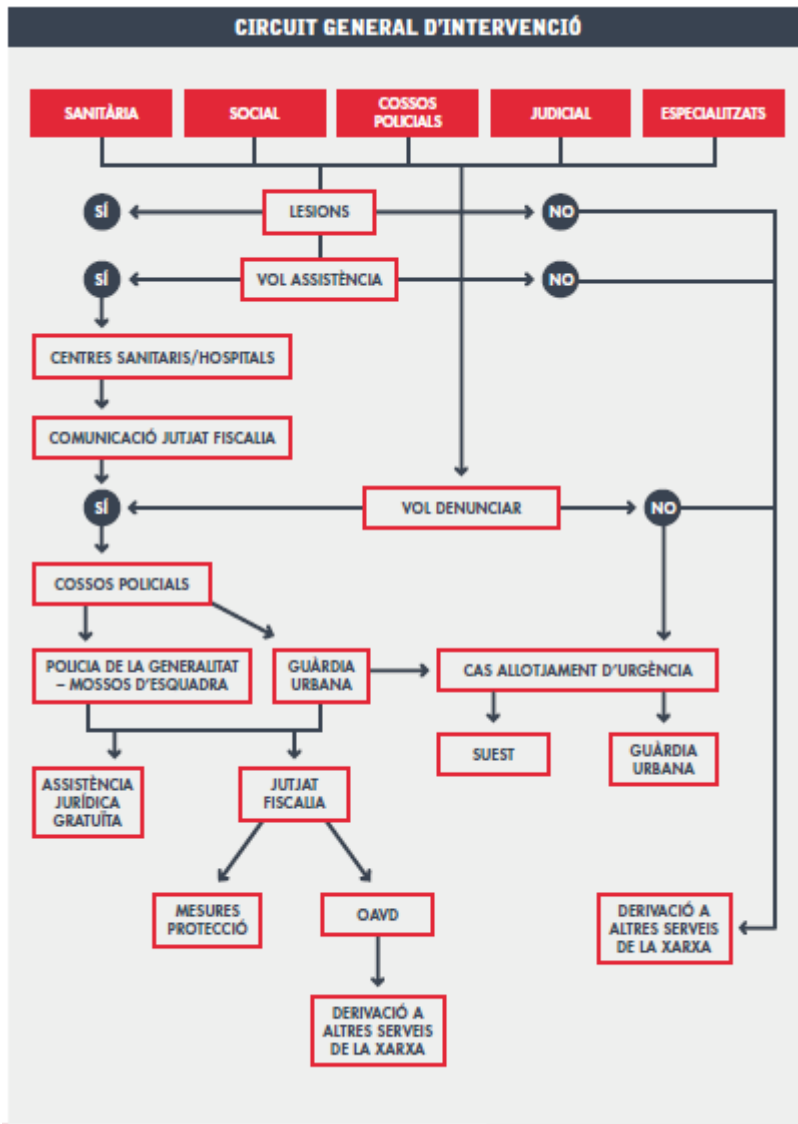 CIRCUIT GENERAL D'INTERVENCIÓ
SANITÀRIA
SOCIAL
COSSOS
POLICIALS
JUDICIAL
ESPECIALITZATS
SÍ
LESIONS
NO
SÍ
VOL ASSISTÈNCIA
NO
CENTRES SANITARIS/HOSPITALS
COMUNICACIÓ JUTJAT FISCALIA
SÍ
VOL DENUNCIAR
NO
COSSOS POLICIALS
POLICIA DE LA GENERALITAT
– MOSSOS D'ESQUADRA
GUÀRDIA
URBANA
CAS ALLOTJAMENT D'URGÈNCIA
SUEST
GUÀRDIA
URBANA
ASSISTÈNCIA
JURÍDICA
GRATUÏTA
JUTJAT
FISCALIA
MESURES
PROTECCIÓ
OAVD
DERIVACIÓ A
ALTRES SERVEIS
DE LA XARXA
DERIVACIÓ A
ALTRES SERVEIS
DE LA XARXA